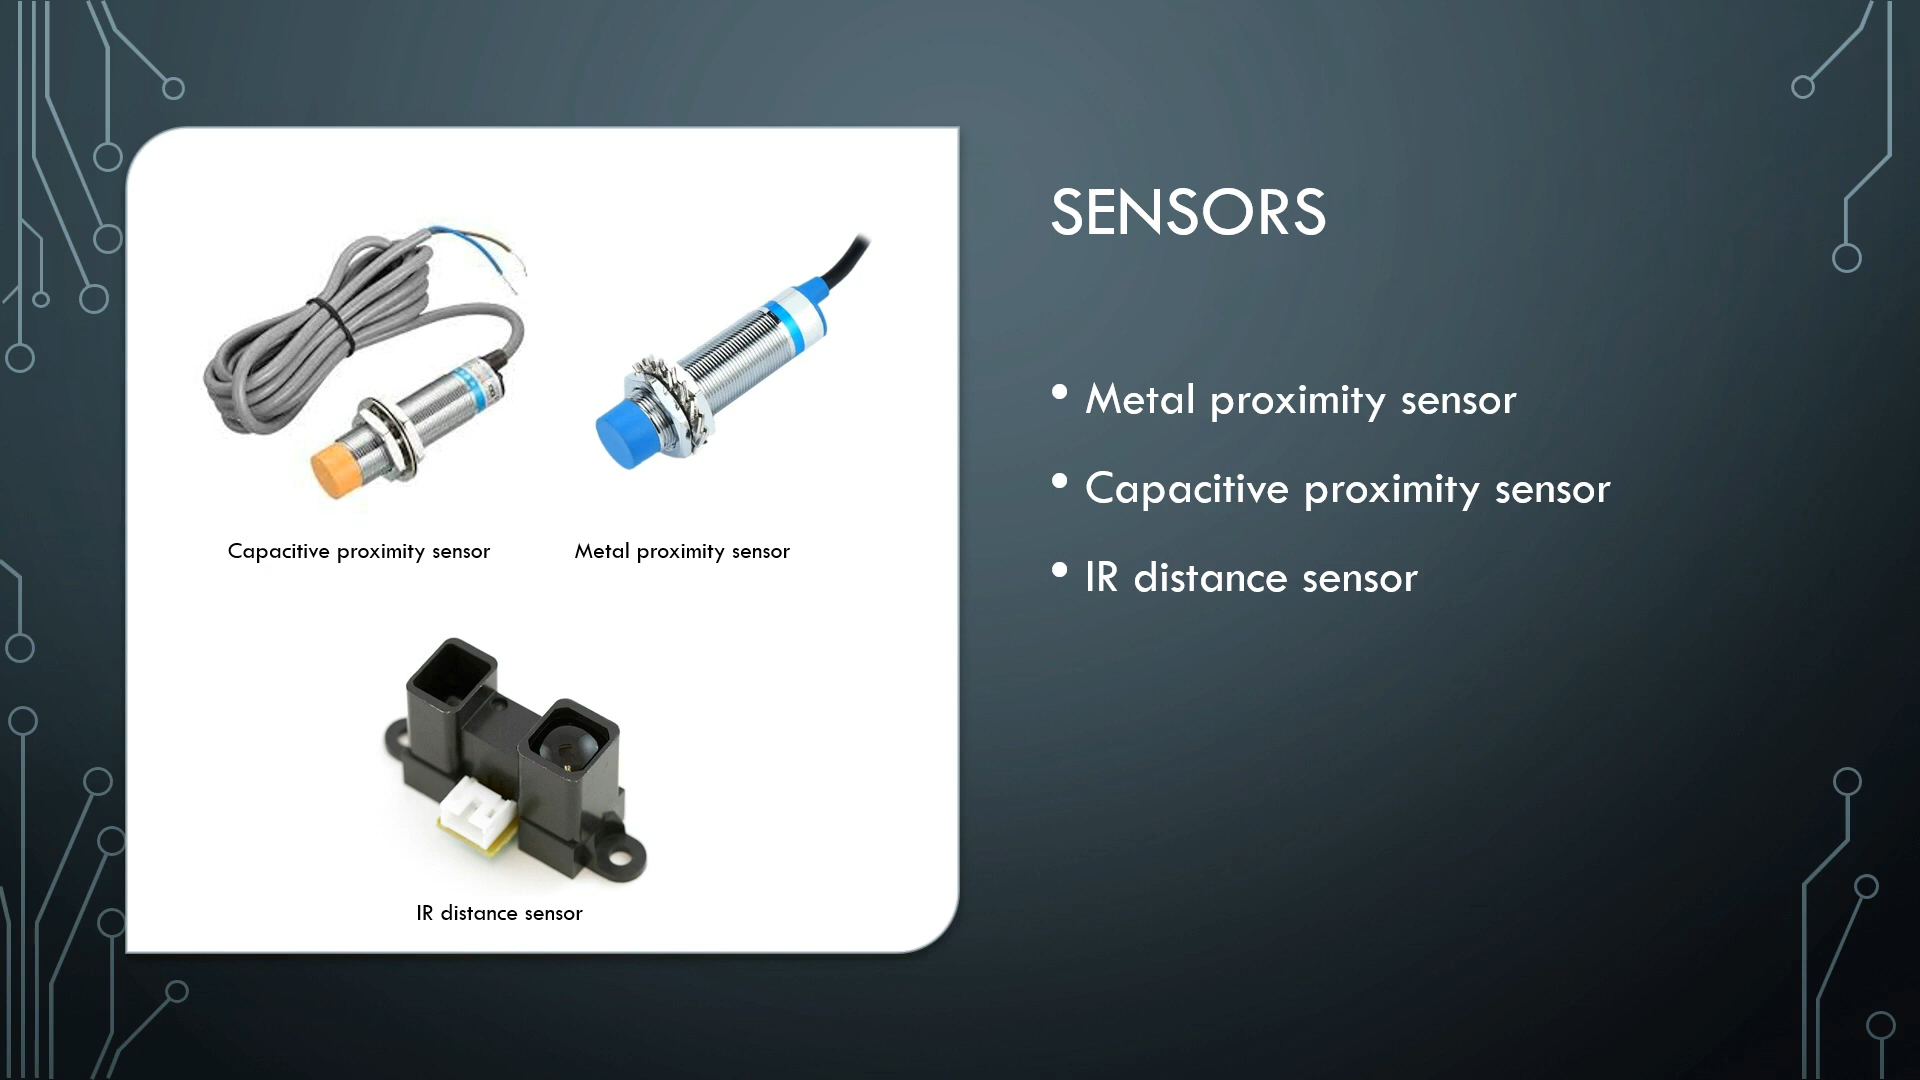 SENSORS
• Metal proximity sensor
• Capacitive proximity sensor
• IR distance sensor
Capacitive proximity sensor
Metal proximity sensor
IR distance sensor